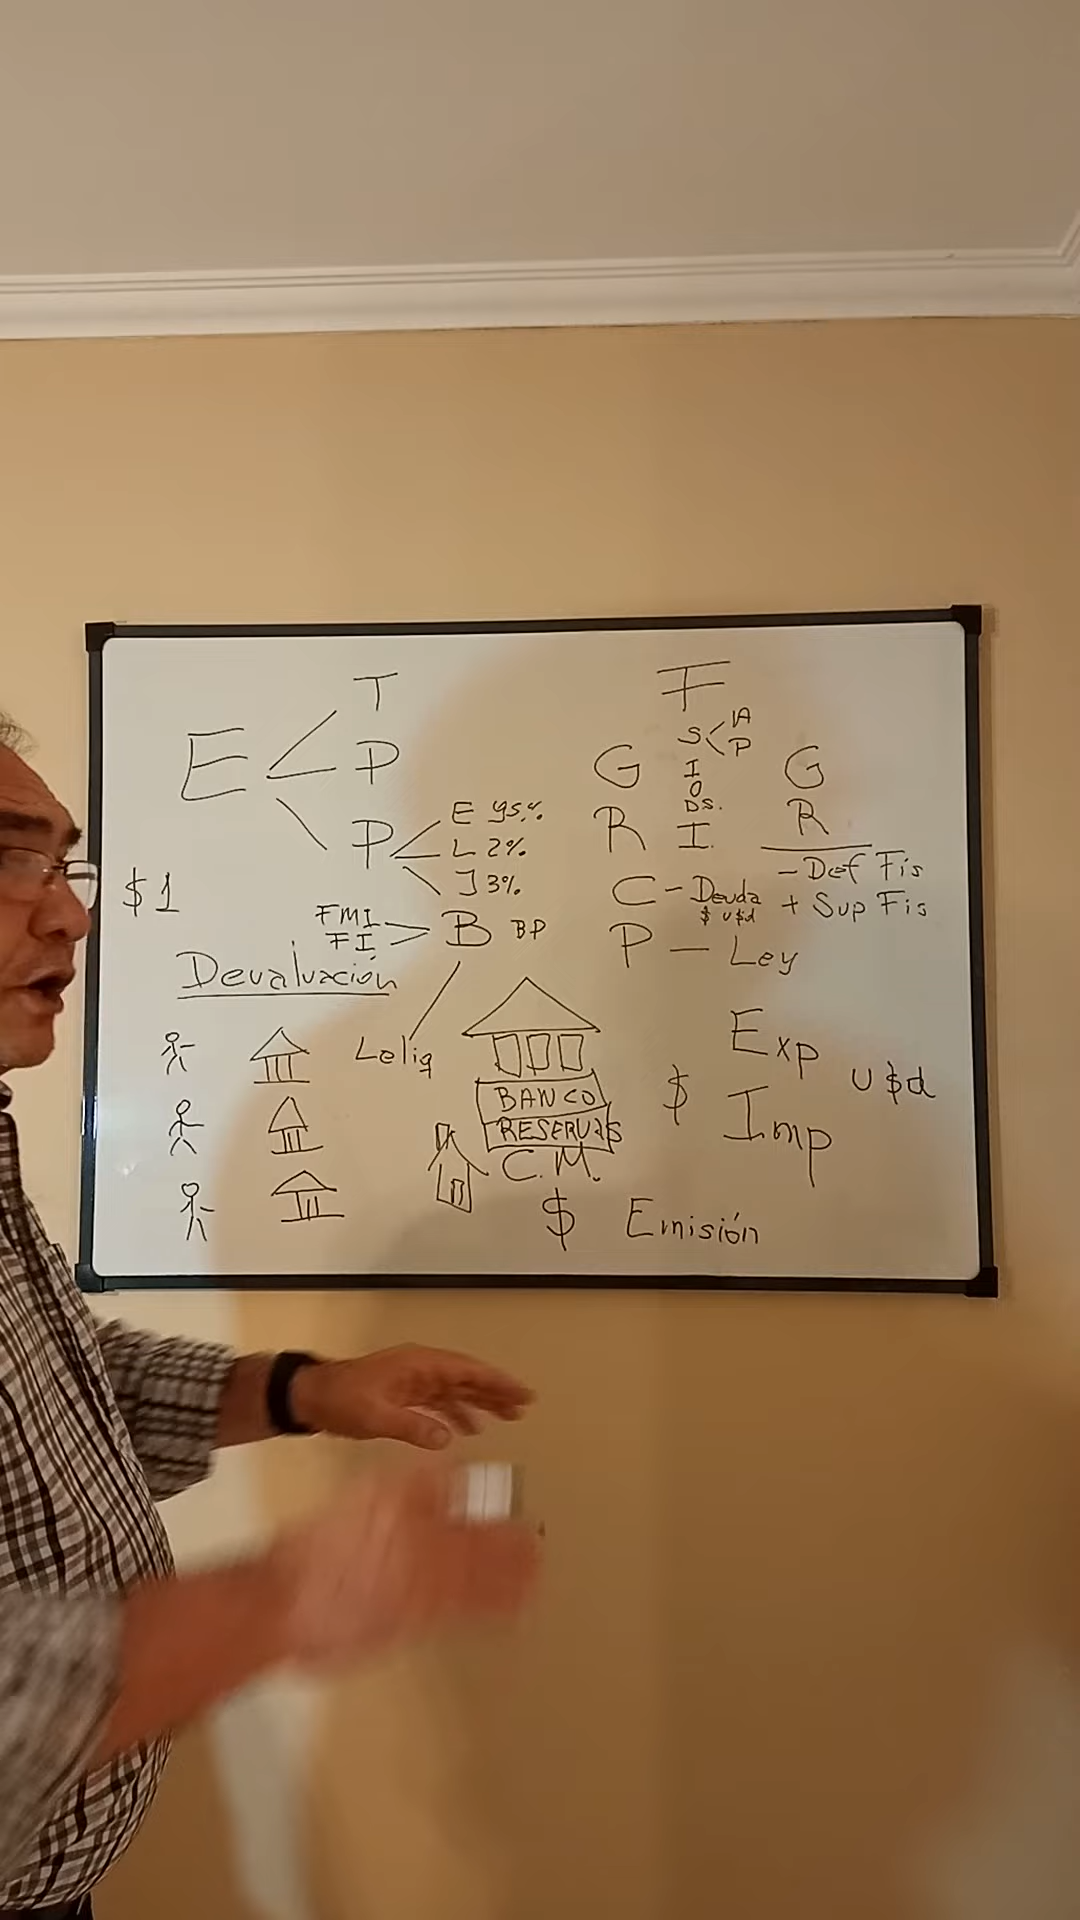 T
E
P
P
E 95%
L 2%
J 3%
$1
FMI
FI
B BP
Devaluación
Leliq
BANCO
RESERVAS
C.M.
$ Emisión
F
S
IA
P
G
I
O
DS.
R
I.
C - Deuda
$ U$d
P — Ley
G
R
- Def Fis
+ Sup Fis
Exp
$
U$d
Imp